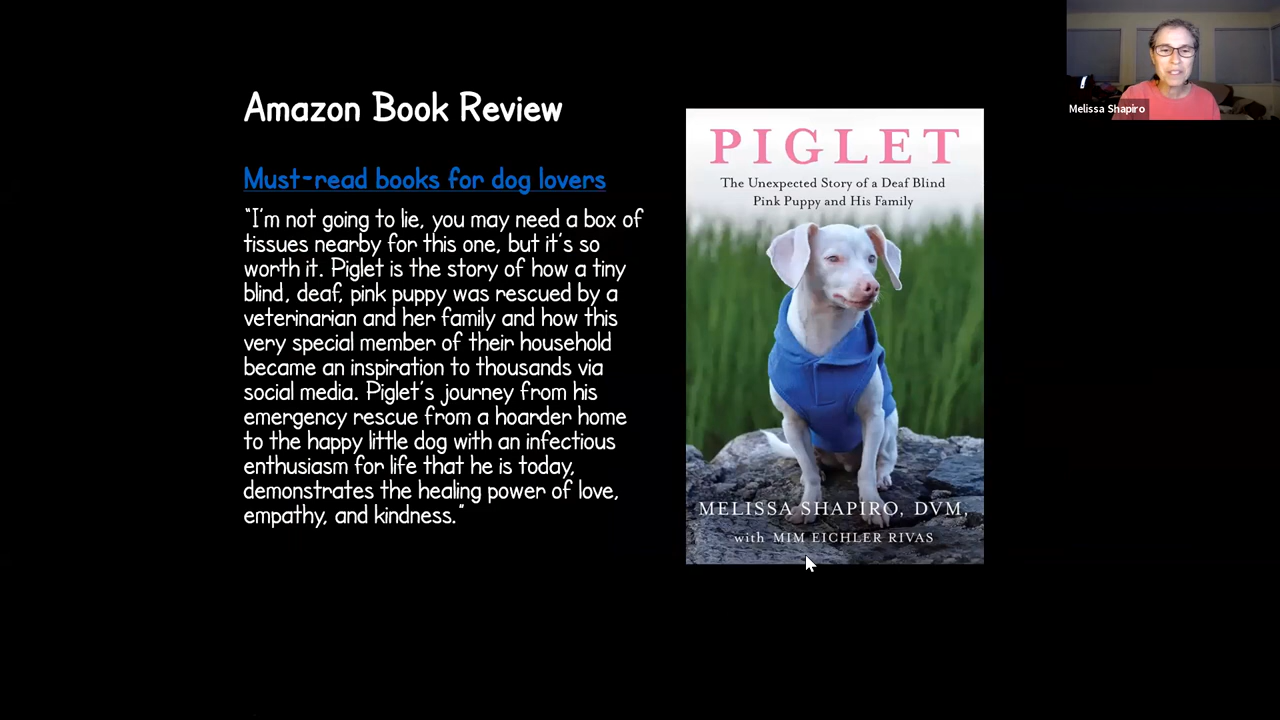 Amazon Book Review
Must-read books for dog lovers
“I’m not going to lie, you may need a box of
tissues nearby for this one, but it’s so
worth it. Piglet is the story of how a tiny
blind, deaf, pink puppy was rescued by a
veterinarian and her family and how this
very special member of their household
became an inspiration to thousands via
social media. Piglet’s journey from his
emergency rescue from a hoarder home
to the happy little dog with an infectious
enthusiasm for life that he is today,
demonstrates the healing power of love,
empathy, and kindness.”
PIGLET
The Unexpected Story of a Deaf Blind
Pink Puppy and His Family
MELISSA SHAPIRO, DVM,
with MIM EICHLER RIVAS
Melissa Shapiro